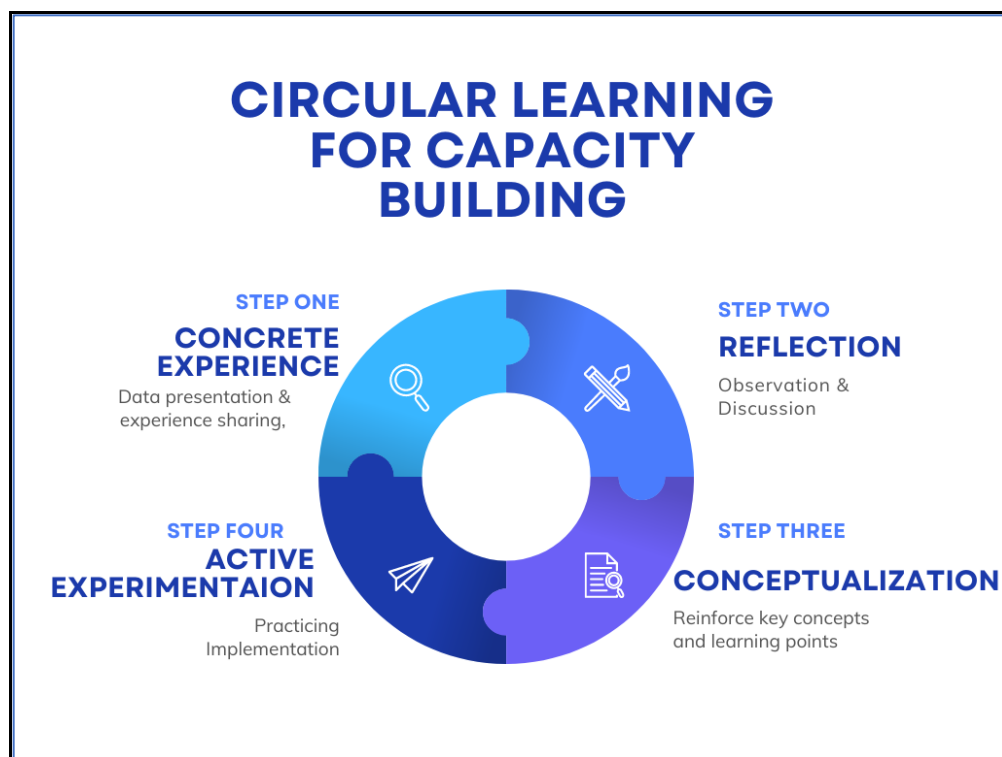 CIRCULAR LEARNING
FOR CAPACITY
BUILDING
STEP ONE
CONCRETE
EXPERIENCE
Data presentation &
experience sharing,
STEP TWO
REFLECTION
Observation &
Discussion
STEP THREE
CONCEPTUALIZATION
Reinforce key concepts
and learning points
STEP FOUR
ACTIVE
EXPERIMENTAION
Practicing
Implementation